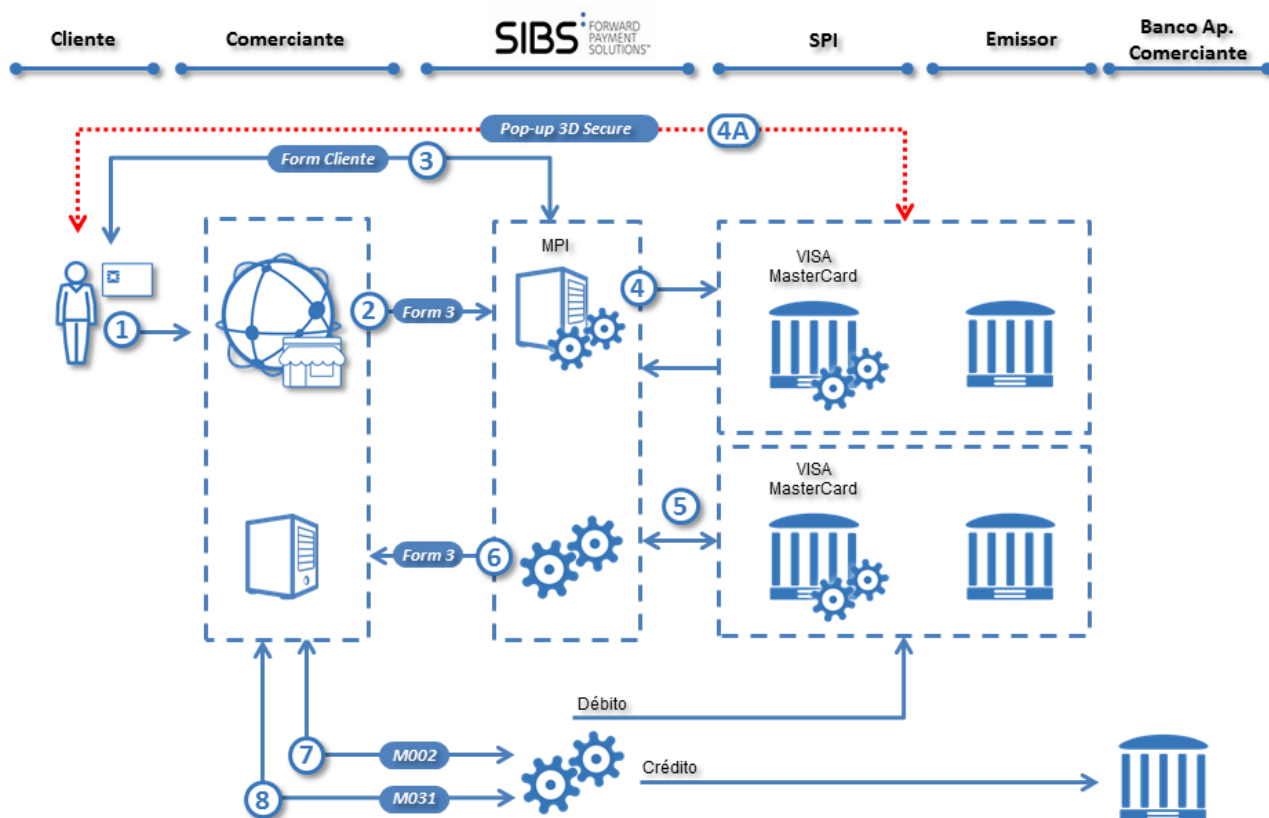 Cliente
Comerciante
SIBS FORWARD
PAYMENT
SOLUTIONS™
SPI
Emissor
Banco Ap.
Comerciante
Pop-up 3D Secure
4A
Form Cliente
3
MPI
VISA
MasterCard
1
2
Form 3
4
VISA
MasterCard
5
Form 3
6
Débito
7
M002
Crédito
8
M031